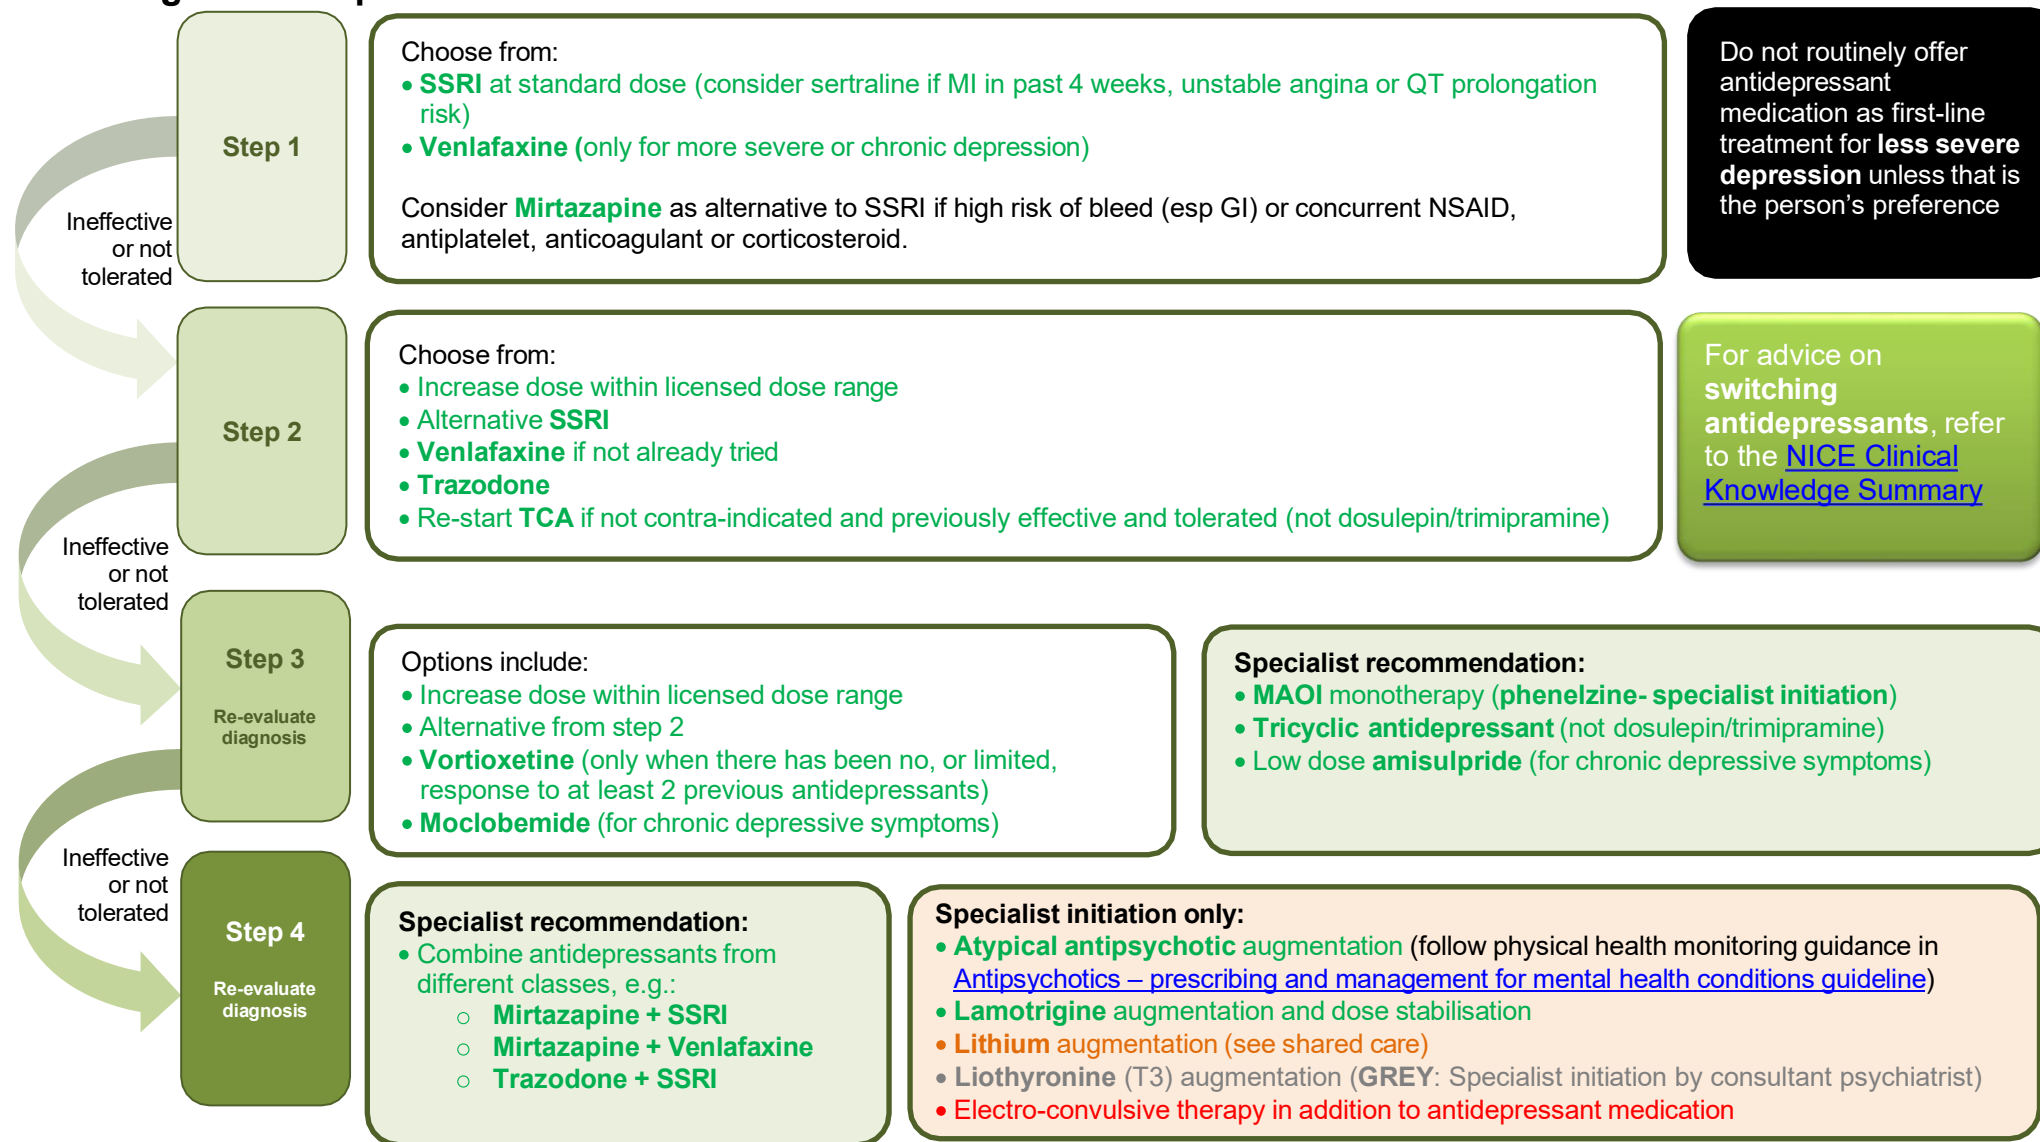 Step 1
Choose from:
• SSRI at standard dose (consider sertraline if MI in past 4 weeks, unstable angina or QT prolongation
risk)
• Venlafaxine (only for more severe or chronic depression)
Consider Mirtazapine as alternative to SSRI if high risk of bleed (esp GI) or concurrent NSAID,
antiplatelet, anticoagulant or corticosteroid.
Do not routinely offer
antidepressant
medication as first-line
treatment for less severe
depression unless that is
the person's preference
Ineffective
or not
tolerated
Step 2
Choose from:
• Increase dose within licensed dose range
• Alternative SSRI
• Venlafaxine if not already tried
• Trazodone
• Re-start TCA if not contra-indicated and previously effective and tolerated (not dosulepin/trimipramine)
For advice on
switching
antidepressants, refer
to the NICE Clinical
Knowledge Summary
Ineffective
or not
tolerated
Step 3
Re-evaluate
diagnosis
Options include:
• Increase dose within licensed dose range
• Alternative from step 2
• Vortioxetine (only when there has been no, or limited,
response to at least 2 previous antidepressants)
• Moclobemide (for chronic depressive symptoms)
Specialist recommendation:
• MAOI monotherapy (phenelzine- specialist initiation)
• Tricyclic antidepressant (not dosulepin/trimipramine)
• Low dose amisulpride (for chronic depressive symptoms)
Ineffective
or not
tolerated
Step 4
Re-evaluate
diagnosis
Specialist recommendation:
• Combine antidepressants from
different classes, e.g.:
○ Mirtazapine + SSRI
○ Mirtazapine + Venlafaxine
○ Trazodone + SSRI
Specialist initiation only:
• Atypical antipsychotic augmentation (follow physical health monitoring guidance in
Antipsychotics – prescribing and management for mental health conditions guideline)
• Lamotrigine augmentation and dose stabilisation
• Lithium augmentation (see shared care)
• Liothyronine (T3) augmentation (GREY: Specialist initiation by consultant psychiatrist)
• Electro-convulsive therapy in addition to antidepressant medication